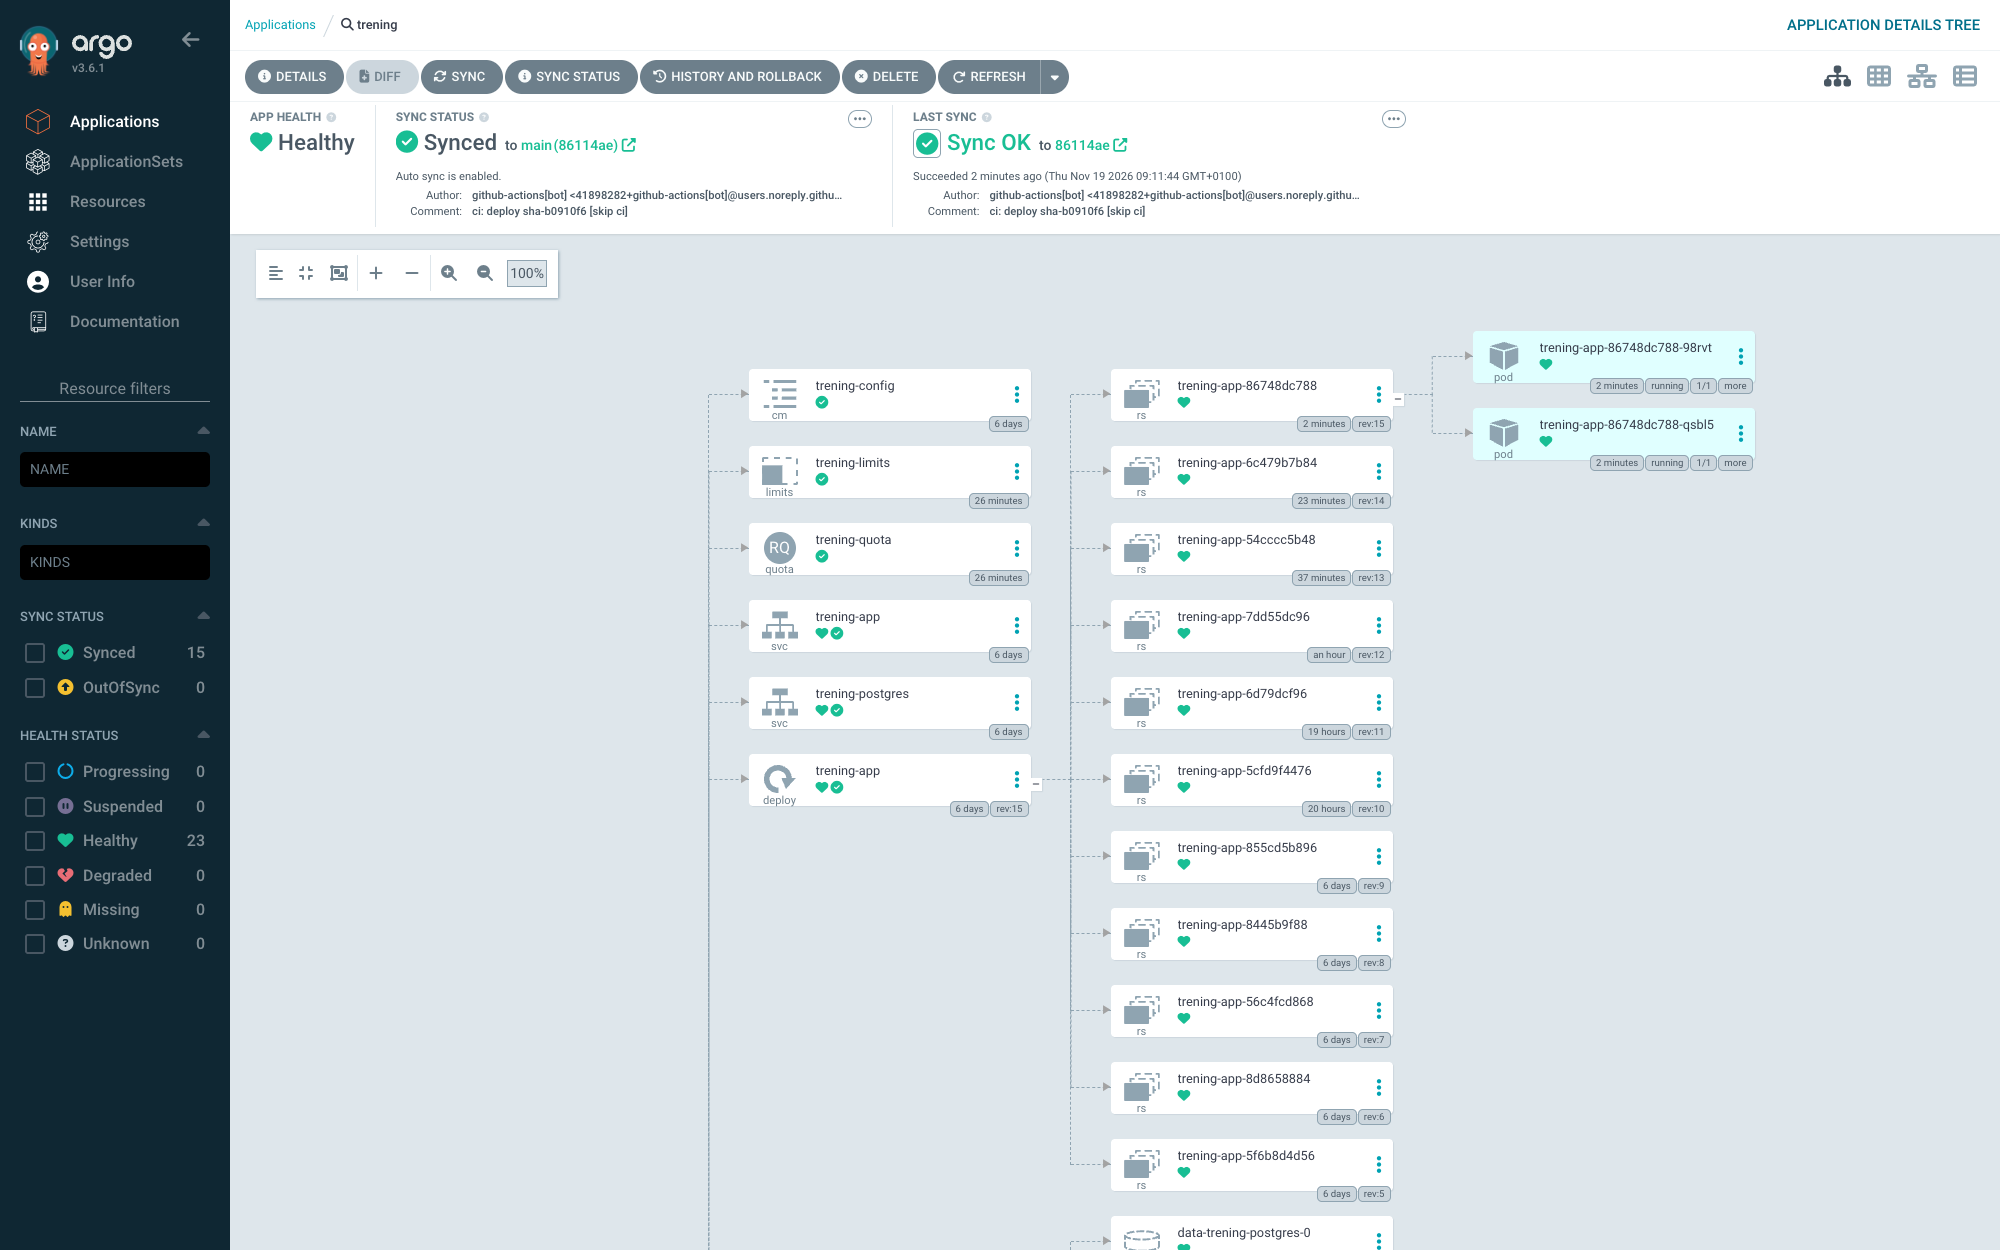 argo
v3.6.1
Applications
ApplicationSets
Resources
Settings
User Info
Documentation
Resource filters
NAME
NAME
KINDS
KINDS
SYNC STATUS
Synced 15
OutOfSync 0
HEALTH STATUS
Progressing 0
Suspended 0
Healthy 23
Degraded 0
Missing 0
Unknown 0
Applications / trening
APPLICATION DETAILS TREE
DETAILS DIFF SYNC SYNC STATUS HISTORY AND ROLLBACK DELETE REFRESH
APP HEALTH
Healthy
SYNC STATUS
Synced to main (86114ae)
Auto sync is enabled.
Author: github-actions[bot] <41898282+github-actions[bot]@users.noreply.githu...
Comment: ci: deploy sha-b0910f6 [skip ci]
LAST SYNC
Sync OK to 86114ae
Succeeded 2 minutes ago (Thu Nov 19 2026 09:11:44 GMT+0100)
Author: github-actions[bot] <41898282+github-actions[bot]@users.noreply.githu...
Comment: ci: deploy sha-b0910f6 [skip ci]
100%
trening-config
cm
6 days
trening-limits
limits
26 minutes
RQ
trening-quota
quota
26 minutes
trening-app
svc
6 days
trening-postgres
svc
6 days
trening-app
deploy
6 days rev:15
trening-app-86748dc788
rs
2 minutes rev:15
trening-app-6c479b7b84
rs
23 minutes rev:14
trening-app-54cccc5b48
rs
37 minutes rev:13
trening-app-7dd55dc96
rs
an hour rev:12
trening-app-6d79dcf96
rs
19 hours rev:11
trening-app-5cfd9f4476
rs
20 hours rev:10
trening-app-855cd5b896
rs
6 days rev:9
trening-app-8445b9f88
rs
6 days rev:8
trening-app-56c4fcd868
rs
6 days rev:7
trening-app-8d8658884
rs
6 days rev:6
trening-app-5f6b8d4d56
rs
6 days rev:5
data-trening-postgres-0
trening-app-86748dc788-98rvt
pod
2 minutes running 1/1 more
trening-app-86748dc788-qsbl5
pod
2 minutes running 1/1 more